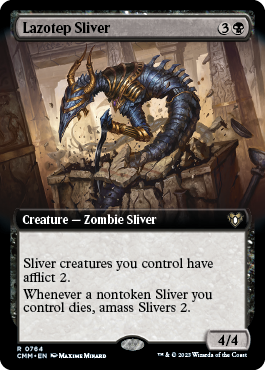 Lazotep Sliver 3
Creature — Zombie Sliver
Sliver creatures you control have
afflict 2.
Whenever a nontoken Sliver you
control dies, amass Slivers 2.
4/4
R 0764
CMM • EN Maxime Minard
™ & © 2023 Wizards of the Coast